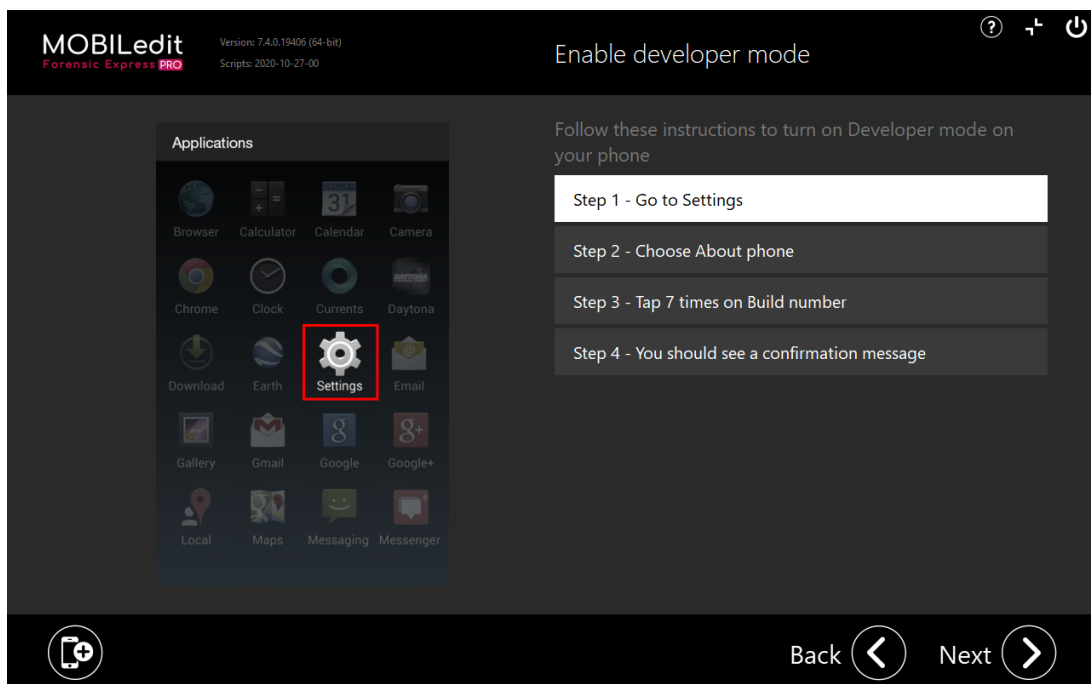 MOBILedit
Forensic Express PRO
Version: 7.4.0.19406 (64-bit)
Scripts: 2020-10-27-00
Enable developer mode
?
Applications
Browser Calculator Calendar Camera
31
Chrome Clock Currents Daytona
DAYTONA
Download Earth Settings Email
@
Gallery Gmail Google Google+
8 8+
Local Maps Messaging Messenger
Follow these instructions to turn on Developer mode on
your phone
Step 1 - Go to Settings
Step 2 - Choose About phone
Step 3 - Tap 7 times on Build number
Step 4 - You should see a confirmation message
Back Next